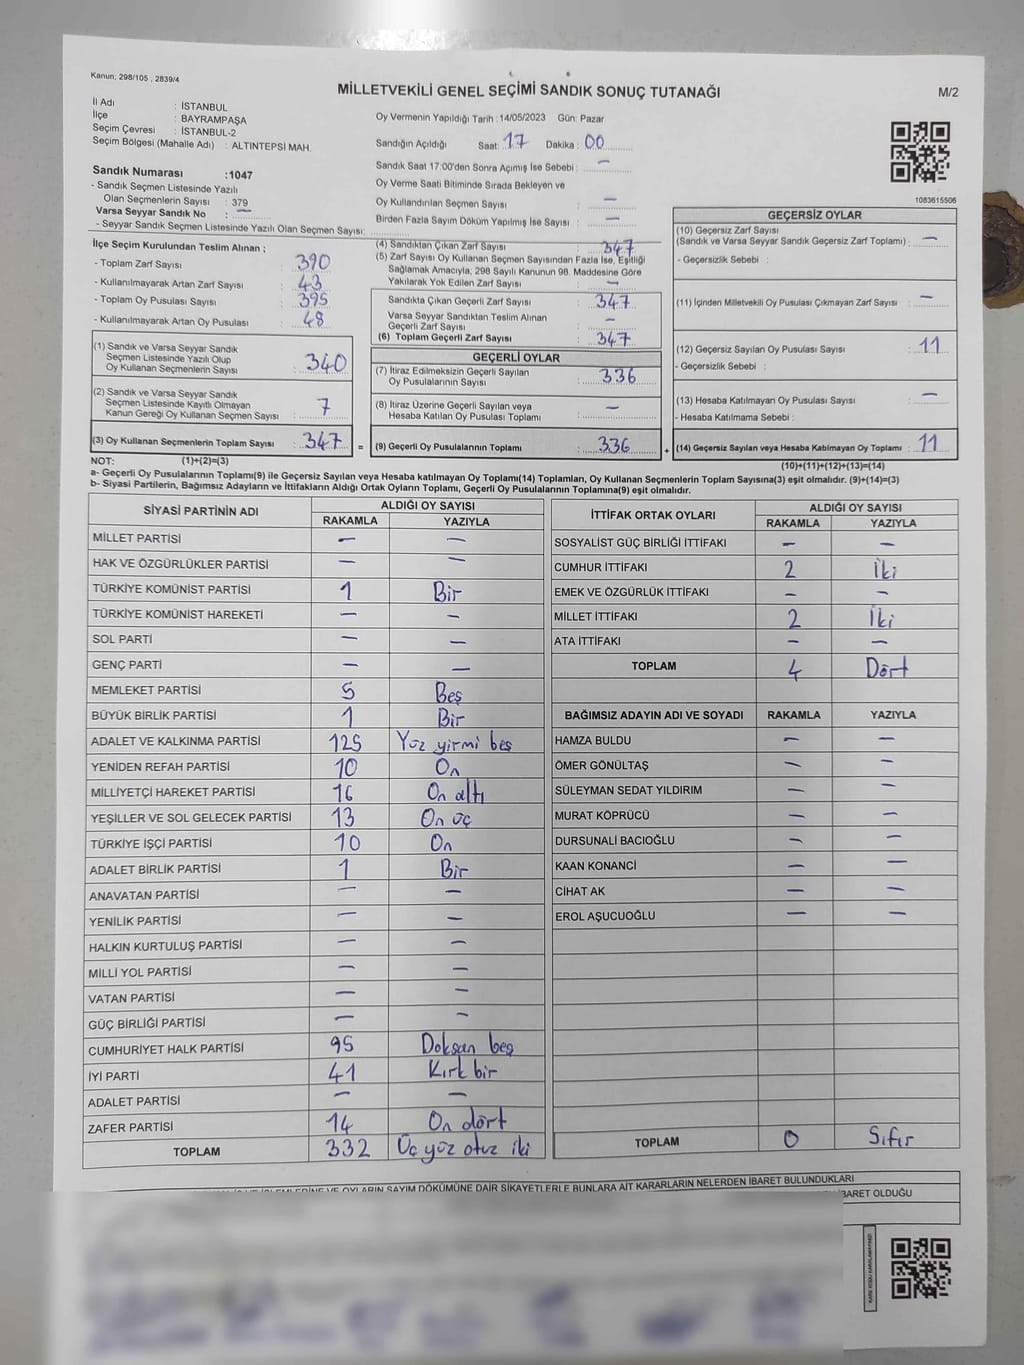 Kanun; 298/105 , 2839/4
MİLLETVEKİLİ GENEL SEÇİMİ SANDIK SONUÇ TUTANAĞI
M/2
İl Adı : İSTANBUL
İlçe : BAYRAMPAŞA
Seçim Çevresi : İSTANBUL-2
Seçim Bölgesi (Mahalle Adı) : ALTINTEPSİ MAH.
Oy Vermenin Yapıldığı Tarih :14/05/2023 Gün: Pazar
Sandığın Açıldığı Saat: 17 Dakika : 00
Sandık Saat 17:00'den Sonra Açımış İse Sebebi : —
Oy Verme Saati Bitiminde Sırada Bekleyen ve
Oy Kullandırılan Seçmen Sayısı : —
Birden Fazla Sayım Döküm Yapılmış İse Sayısı : —
Sandık Numarası :1047
- Sandık Seçmen Listesinde Yazılı
Olan Seçmenlerin Sayısı : 379
Varsa Seyyar Sandık No : —
- Seyyar Sandık Seçmen Listesinde Yazılı Olan Seçmen Sayısı:
1083615506
İlçe Seçim Kurulundan Teslim Alınan ;
- Toplam Zarf Sayısı : 390
- Kullanılmayarak Artan Zarf Sayısı : 43
- Toplam Oy Pusulası Sayısı : 395
- Kullanılmayarak Artan Oy Pusulası : 48
(1) Sandık ve Varsa Seyyar Sandık
Seçmen Listesinde Yazılı Olup
Oy Kullanan Seçmenlerin Sayısı : 340
(2) Sandık ve Varsa Seyyar Sandık
Seçmen Listesinde Kayıtlı Olmayan
Kanun Gereği Oy Kullanan Seçmen Sayısı : 7
(3) Oy Kullanan Seçmenlerin Toplam Sayısı : 347 =
(4) Sandıktan Çıkan Zarf Sayısı : 347
(5) Zarf Sayısı Oy Kullanan Seçmen Sayısından Fazla İse, Eşitliği
Sağlamak Amacıyla; 298 Sayılı Kanunun 98. Maddesine Göre
Yakılarak Yok Edilen Zarf Sayısı : —
Sandıkta Çıkan Geçerli Zarf Sayısı : 347
Varsa Seyyar Sandıktan Teslim Alınan
Geçerli Zarf Sayısı : —
(6) Toplam Geçerli Zarf Sayısı : 347
GEÇERLİ OYLAR
(7) İtiraz Edilmeksizin Geçerli Sayılan
Oy Pusulalarının Sayısı : 336
(8) İtiraz Üzerine Geçerli Sayılan veya
Hesaba Katılan Oy Pusulası Toplamı : —
(9) Geçerli Oy Pusulalarının Toplamı : 336 +
GEÇERSİZ OYLAR
(10) Geçersiz Zarf Sayısı
(Sandık ve Varsa Seyyar Sandık Geçersiz Zarf Toplamı) : —
- Geçersizlik Sebebi :
(11) İçinden Milletvekili Oy Pusulası Çıkmayan Zarf Sayısı : —
(12) Geçersiz Sayılan Oy Pusulası Sayısı : 11
- Geçersizlik Sebebi :
(13) Hesaba Katılmayan Oy Pusulası Sayısı : —
- Hesaba Katılmama Sebebi :
(14) Geçersiz Sayılan veya Hesaba Katılmayan Oy Toplamı : 11
NOT: (1)+(2)=(3)
(10)+(11)+(12)+(13)=(14)
a- Geçerli Oy Pusulalarının Toplamı(9) ile Geçersiz Sayılan veya Hesaba katılmayan Oy Toplamı(14) Toplamları, Oy Kullanan Seçmenlerin Toplam Sayısına(3) eşit olmalıdır. (9)+(14)=(3)
b- Siyasi Partilerin, Bağımsız Adayların ve İttifakların Aldığı Ortak Oyların Toplamı, Geçerli Oy Pusulalarının Toplamına(9) eşit olmalıdır.
SİYASİ PARTİNİN ADI ALDIĞI OY SAYISI
RAKAMLA YAZIYLA
MİLLET PARTİSİ — —
HAK VE ÖZGÜRLÜKLER PARTİSİ — —
TÜRKİYE KOMÜNİST PARTİSİ 1 Bir
TÜRKİYE KOMÜNİST HAREKETİ — —
SOL PARTİ — —
GENÇ PARTİ — —
MEMLEKET PARTİSİ 5 Beş
BÜYÜK BİRLİK PARTİSİ 1 Bir
ADALET VE KALKINMA PARTİSİ 125 Yüz yirmi beş
YENİDEN REFAH PARTİSİ 10 On
MİLLİYETÇİ HAREKET PARTİSİ 16 On altı
YEŞİLLER VE SOL GELECEK PARTİSİ 13 On üç
TÜRKİYE İŞÇİ PARTİSİ 10 On
ADALET BİRLİK PARTİSİ 1 Bir
ANAVATAN PARTİSİ — —
YENİLİK PARTİSİ — —
HALKIN KURTULUŞ PARTİSİ — —
MİLLİ YOL PARTİSİ — —
VATAN PARTİSİ — —
GÜÇ BİRLİĞİ PARTİSİ — —
CUMHURİYET HALK PARTİSİ 95 Doksan beş
İYİ PARTİ 41 Kırk bir
ADALET PARTİSİ — —
ZAFER PARTİSİ 14 On dört
TOPLAM 332 Üç yüz otuz iki
İTTİFAK ORTAK OYLARI ALDIĞI OY SAYISI
RAKAMLA YAZIYLA
SOSYALİST GÜÇ BİRLİĞİ İTTİFAKI — —
CUMHUR İTTİFAKI 2 İki
EMEK VE ÖZGÜRLÜK İTTİFAKI — —
MİLLET İTTİFAKI 2 İki
ATA İTTİFAKI — —
TOPLAM 4 Dört
BAĞIMSIZ ADAYIN ADI VE SOYADI RAKAMLA YAZIYLA
HAMZA BULDU — —
ÖMER GÖNÜLTAŞ — —
SÜLEYMAN SEDAT YILDIRIM — —
MURAT KÖPRÜCÜ — —
DURSUNALİ BACIOĞLU — —
KAAN KONANCİ — —
CİHAT AK — —
EROL AŞUCUOĞLU — —
TOPLAM 0 Sıfır
VE OYLARIN SAYIM DÖKÜMÜNE DAİR ŞİKAYETLERLE BUNLARA AİT KARARLARIN NELERDEN İBARET BULUNDUKLARI
İBARET OLDUĞU